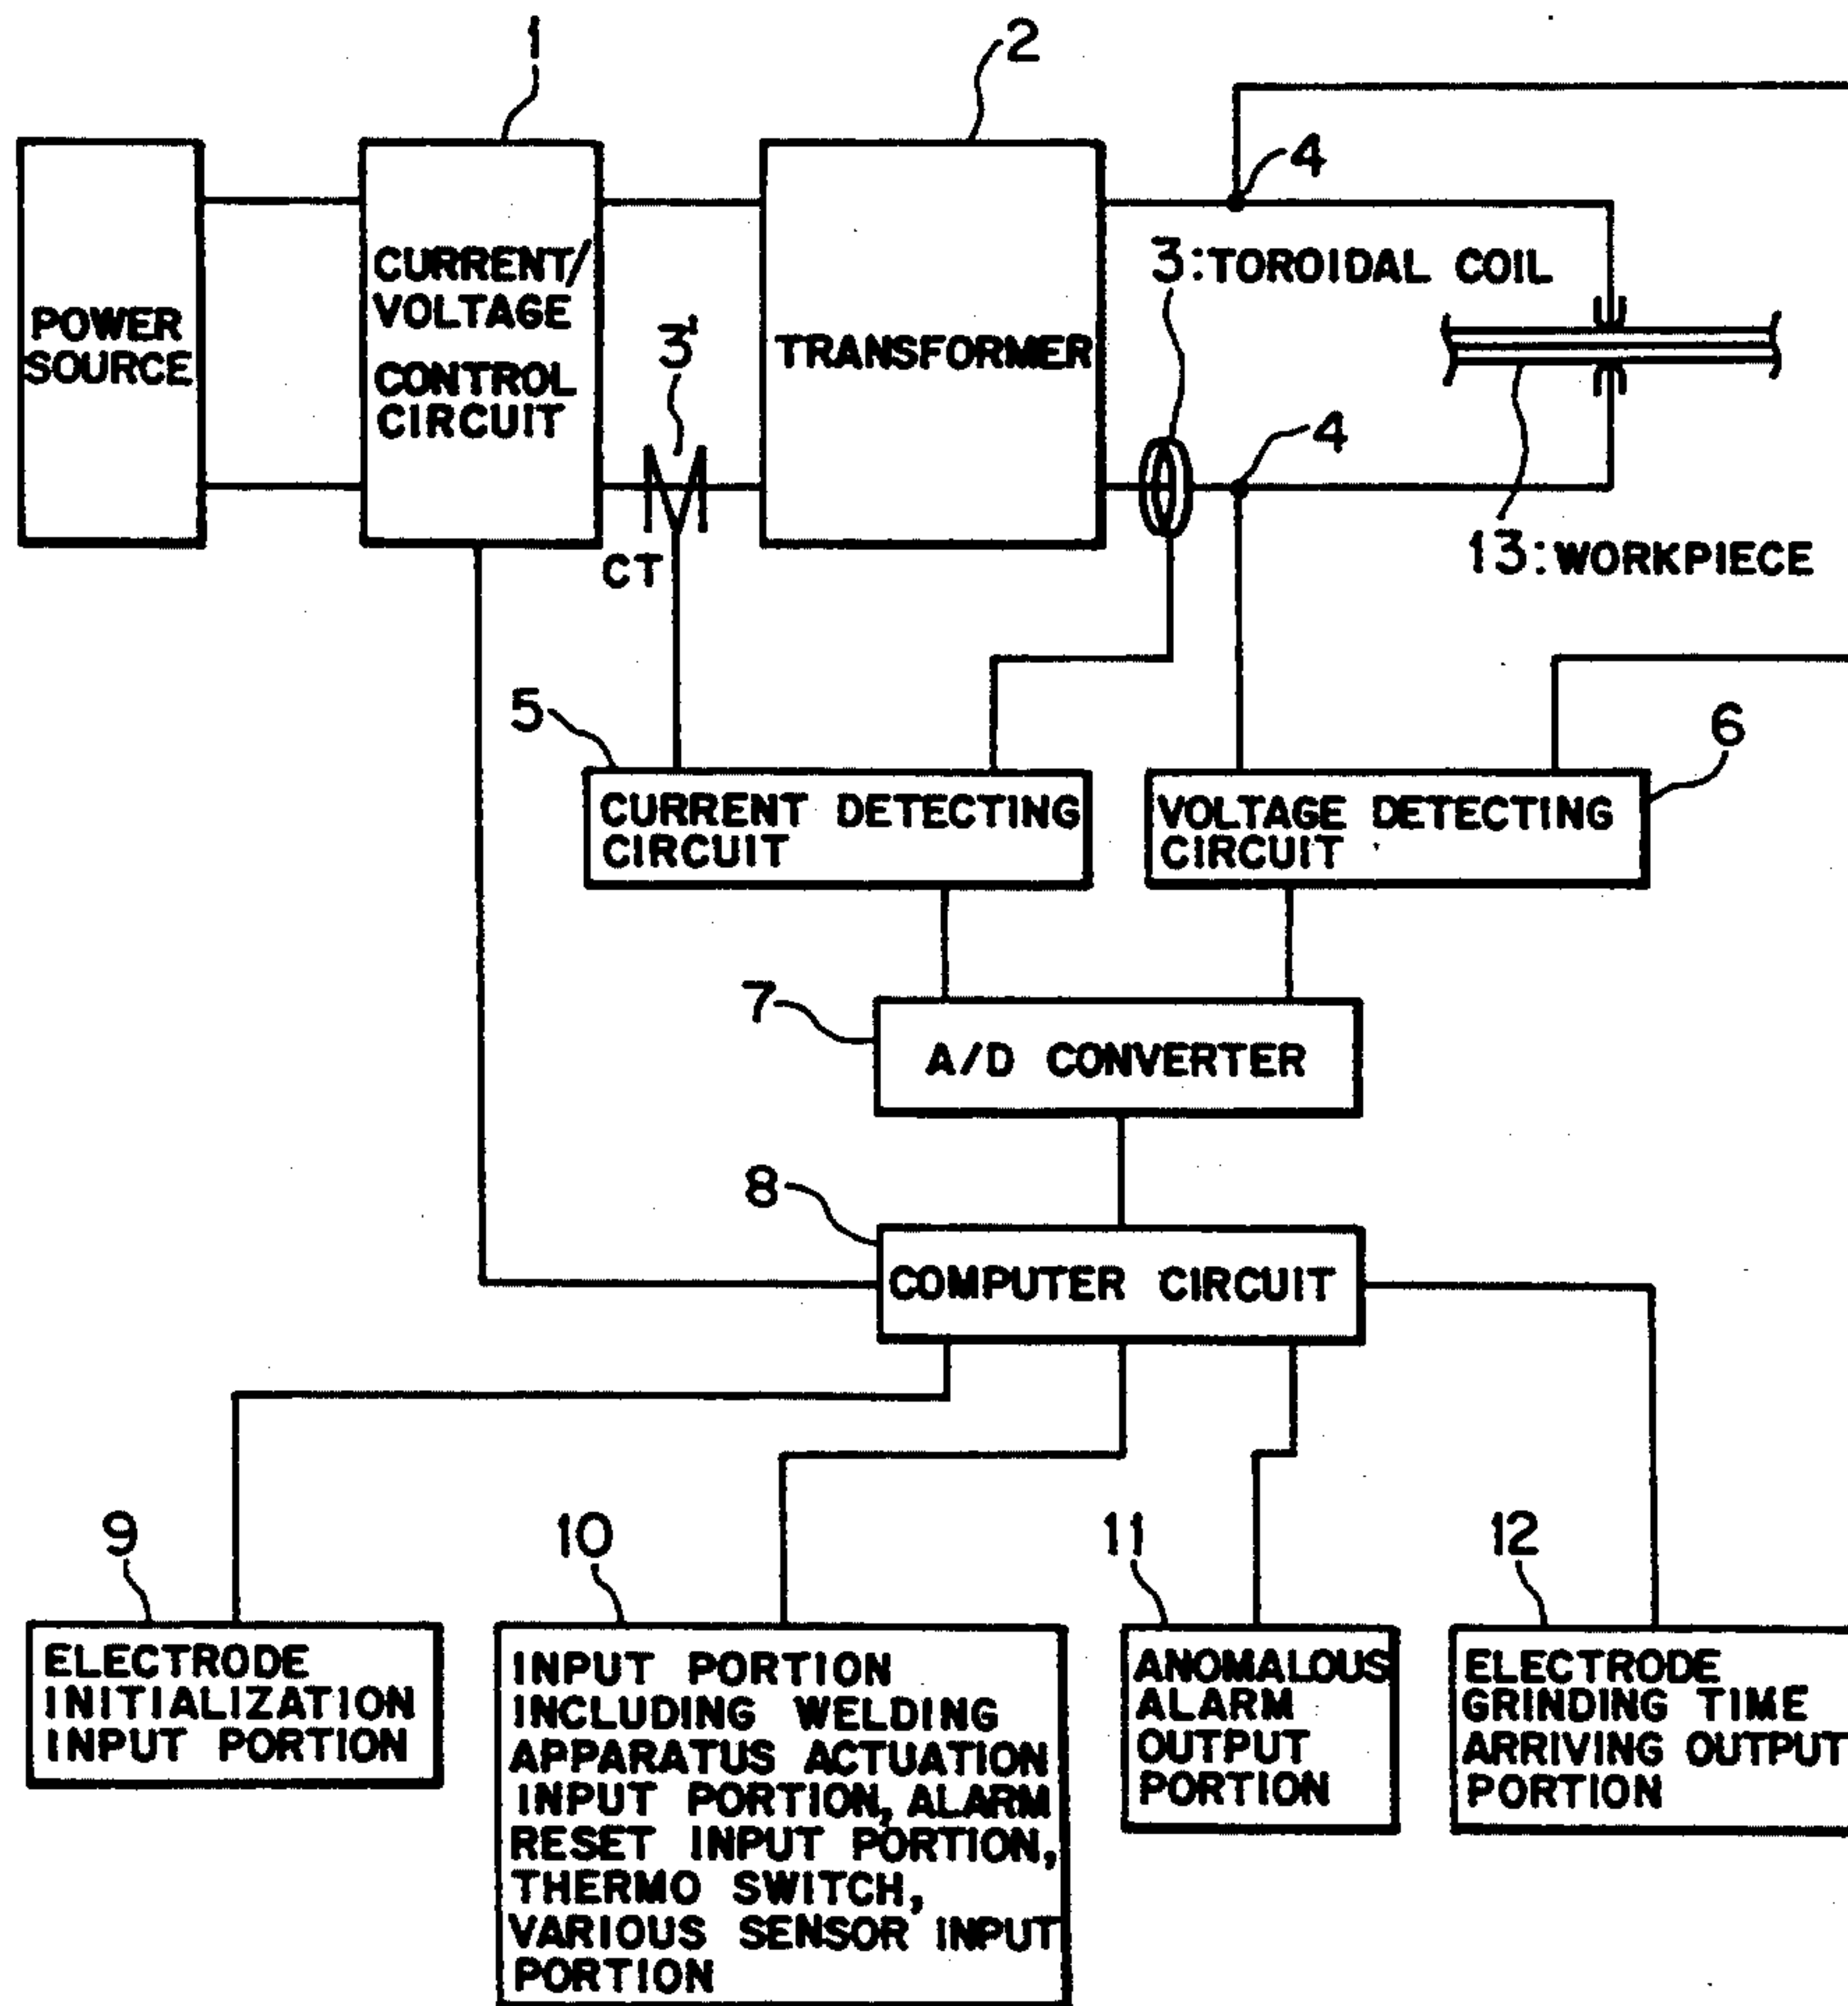 1
2
POWER
SOURCE
CURRENT/
VOLTAGE
CONTROL
CIRCUIT
3'
CT
TRANSFORMER
4
3:TOROIDAL COIL
4
13:WORKPIECE
5
CURRENT DETECTING
CIRCUIT
6
VOLTAGE DETECTING
CIRCUIT
7
A/D CONVERTER
8
COMPUTER CIRCUIT
9
ELECTRODE
INITIALIZATION
INPUT PORTION
10
INPUT PORTION
INCLUDING WELDING
APPARATUS ACTUATION
INPUT PORTION, ALARM
RESET INPUT PORTION,
THERMO SWITCH,
VARIOUS SENSOR INPUT
PORTION
11
ANOMALOUS
ALARM
OUTPUT
PORTION
12
ELECTRODE
GRINDING TIME
ARRIVING OUTPUT
PORTION